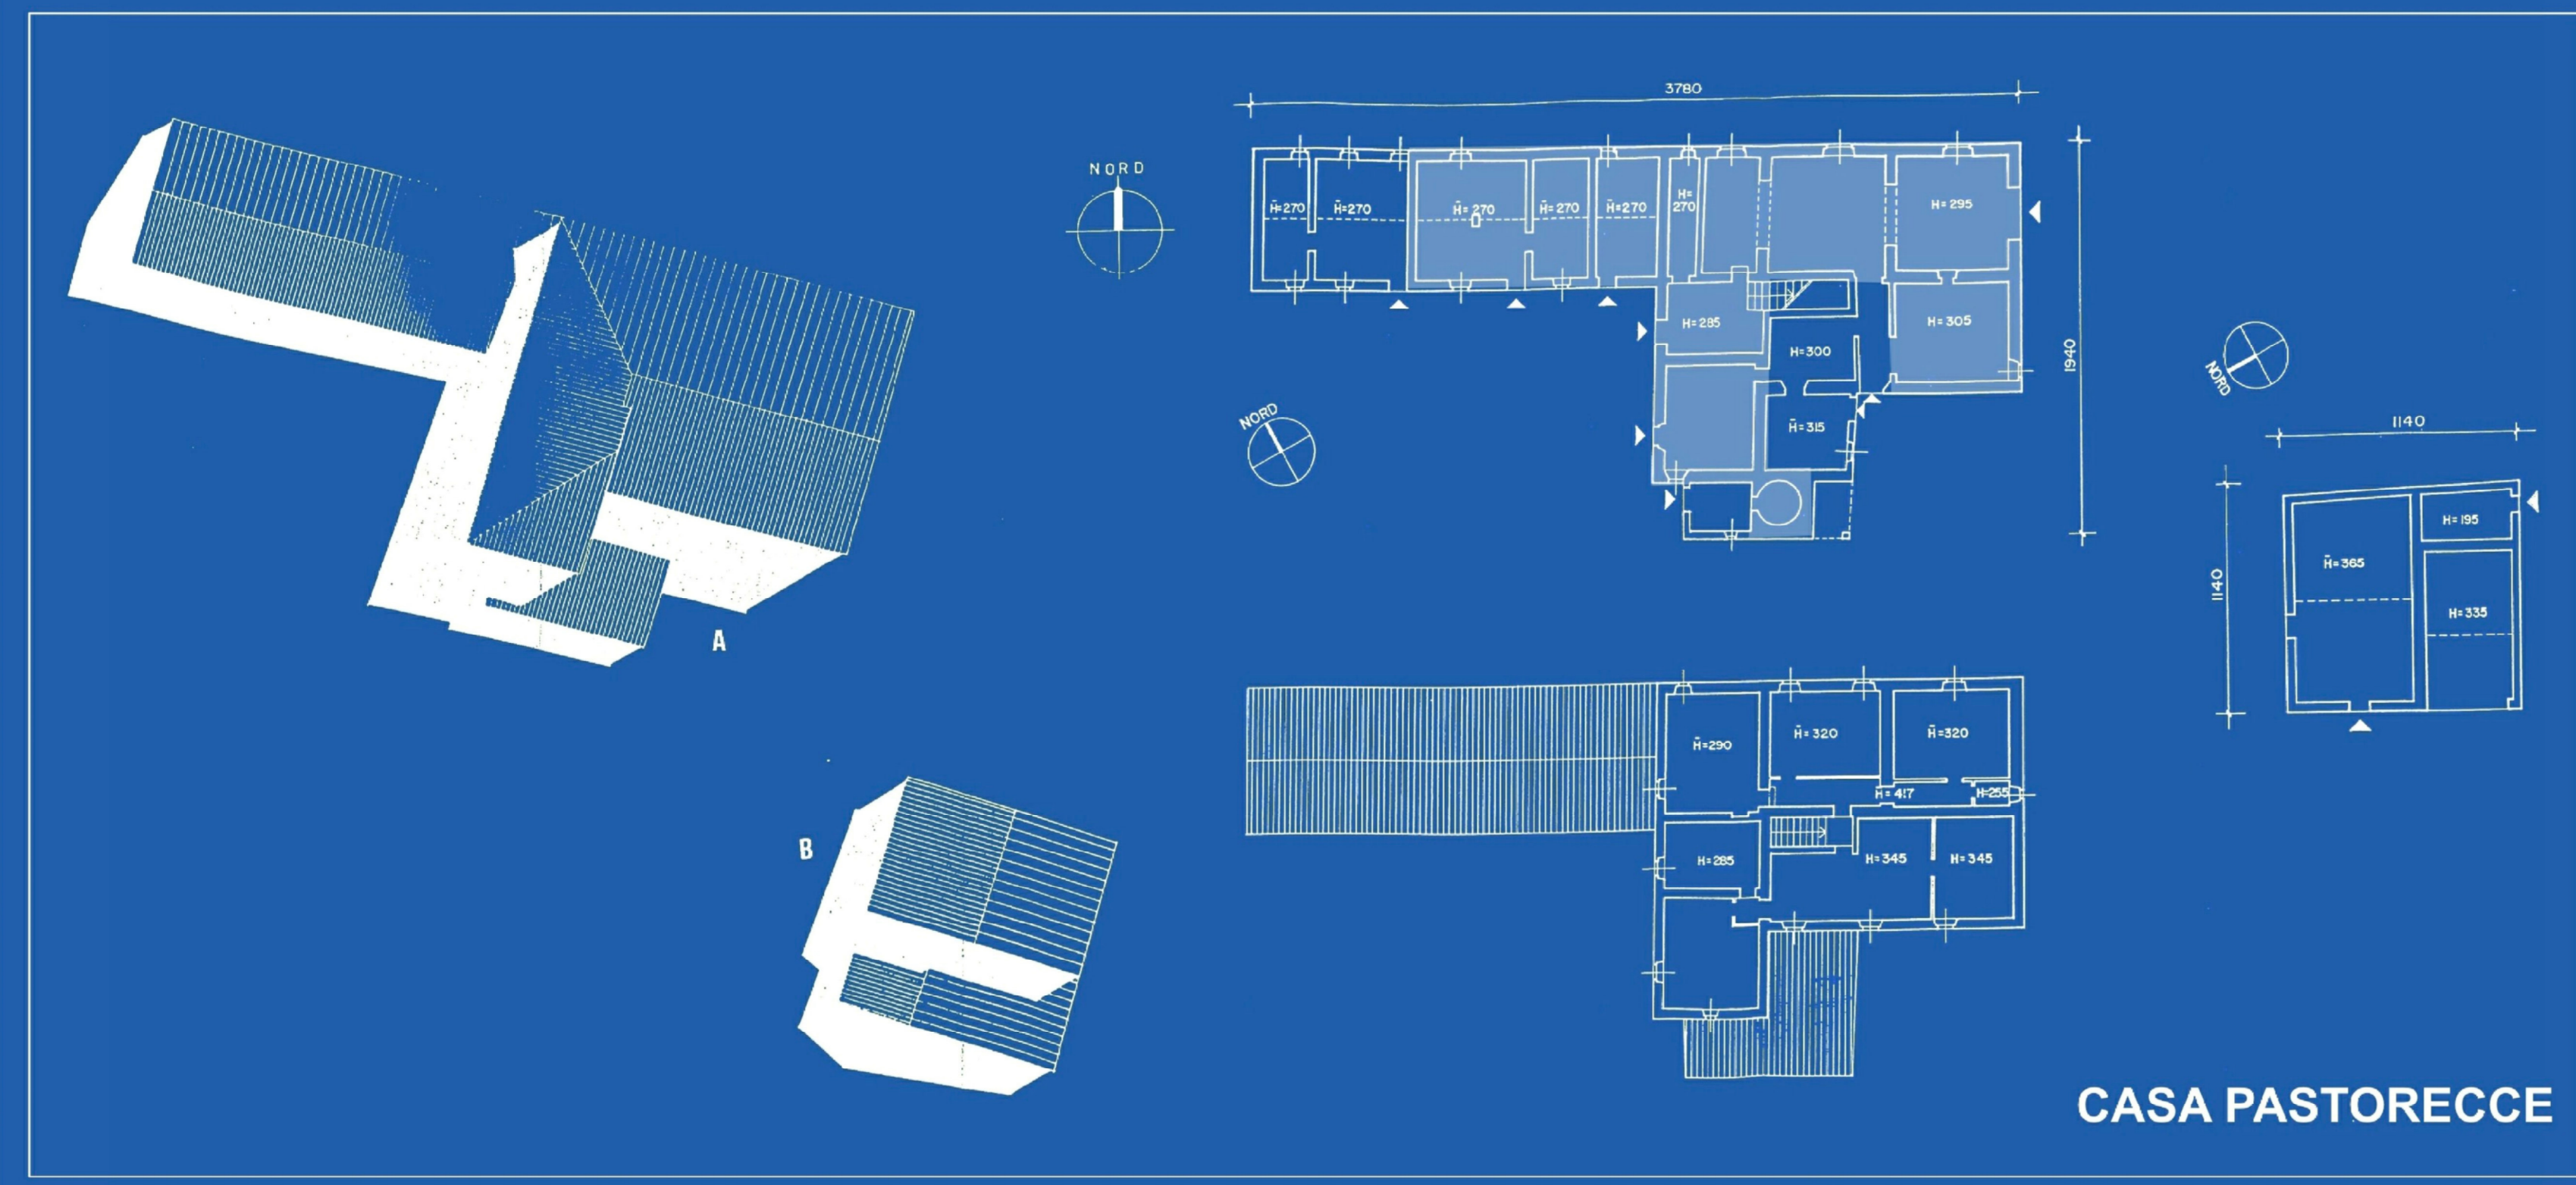 3780
NORD
H̄=270
H̄=270
H̄=270
H̄=270
H̄=270
H=
270
H=295
H=285
H=305
H=300
H̄=315
1940
NORD
NORD
1140
1140
H=195
H̄=365
H=335
A
B
H̄=290
H̄=320
H̄=320
H=417
H=255
H=285
H=345
H=345
CASA PASTORECCE